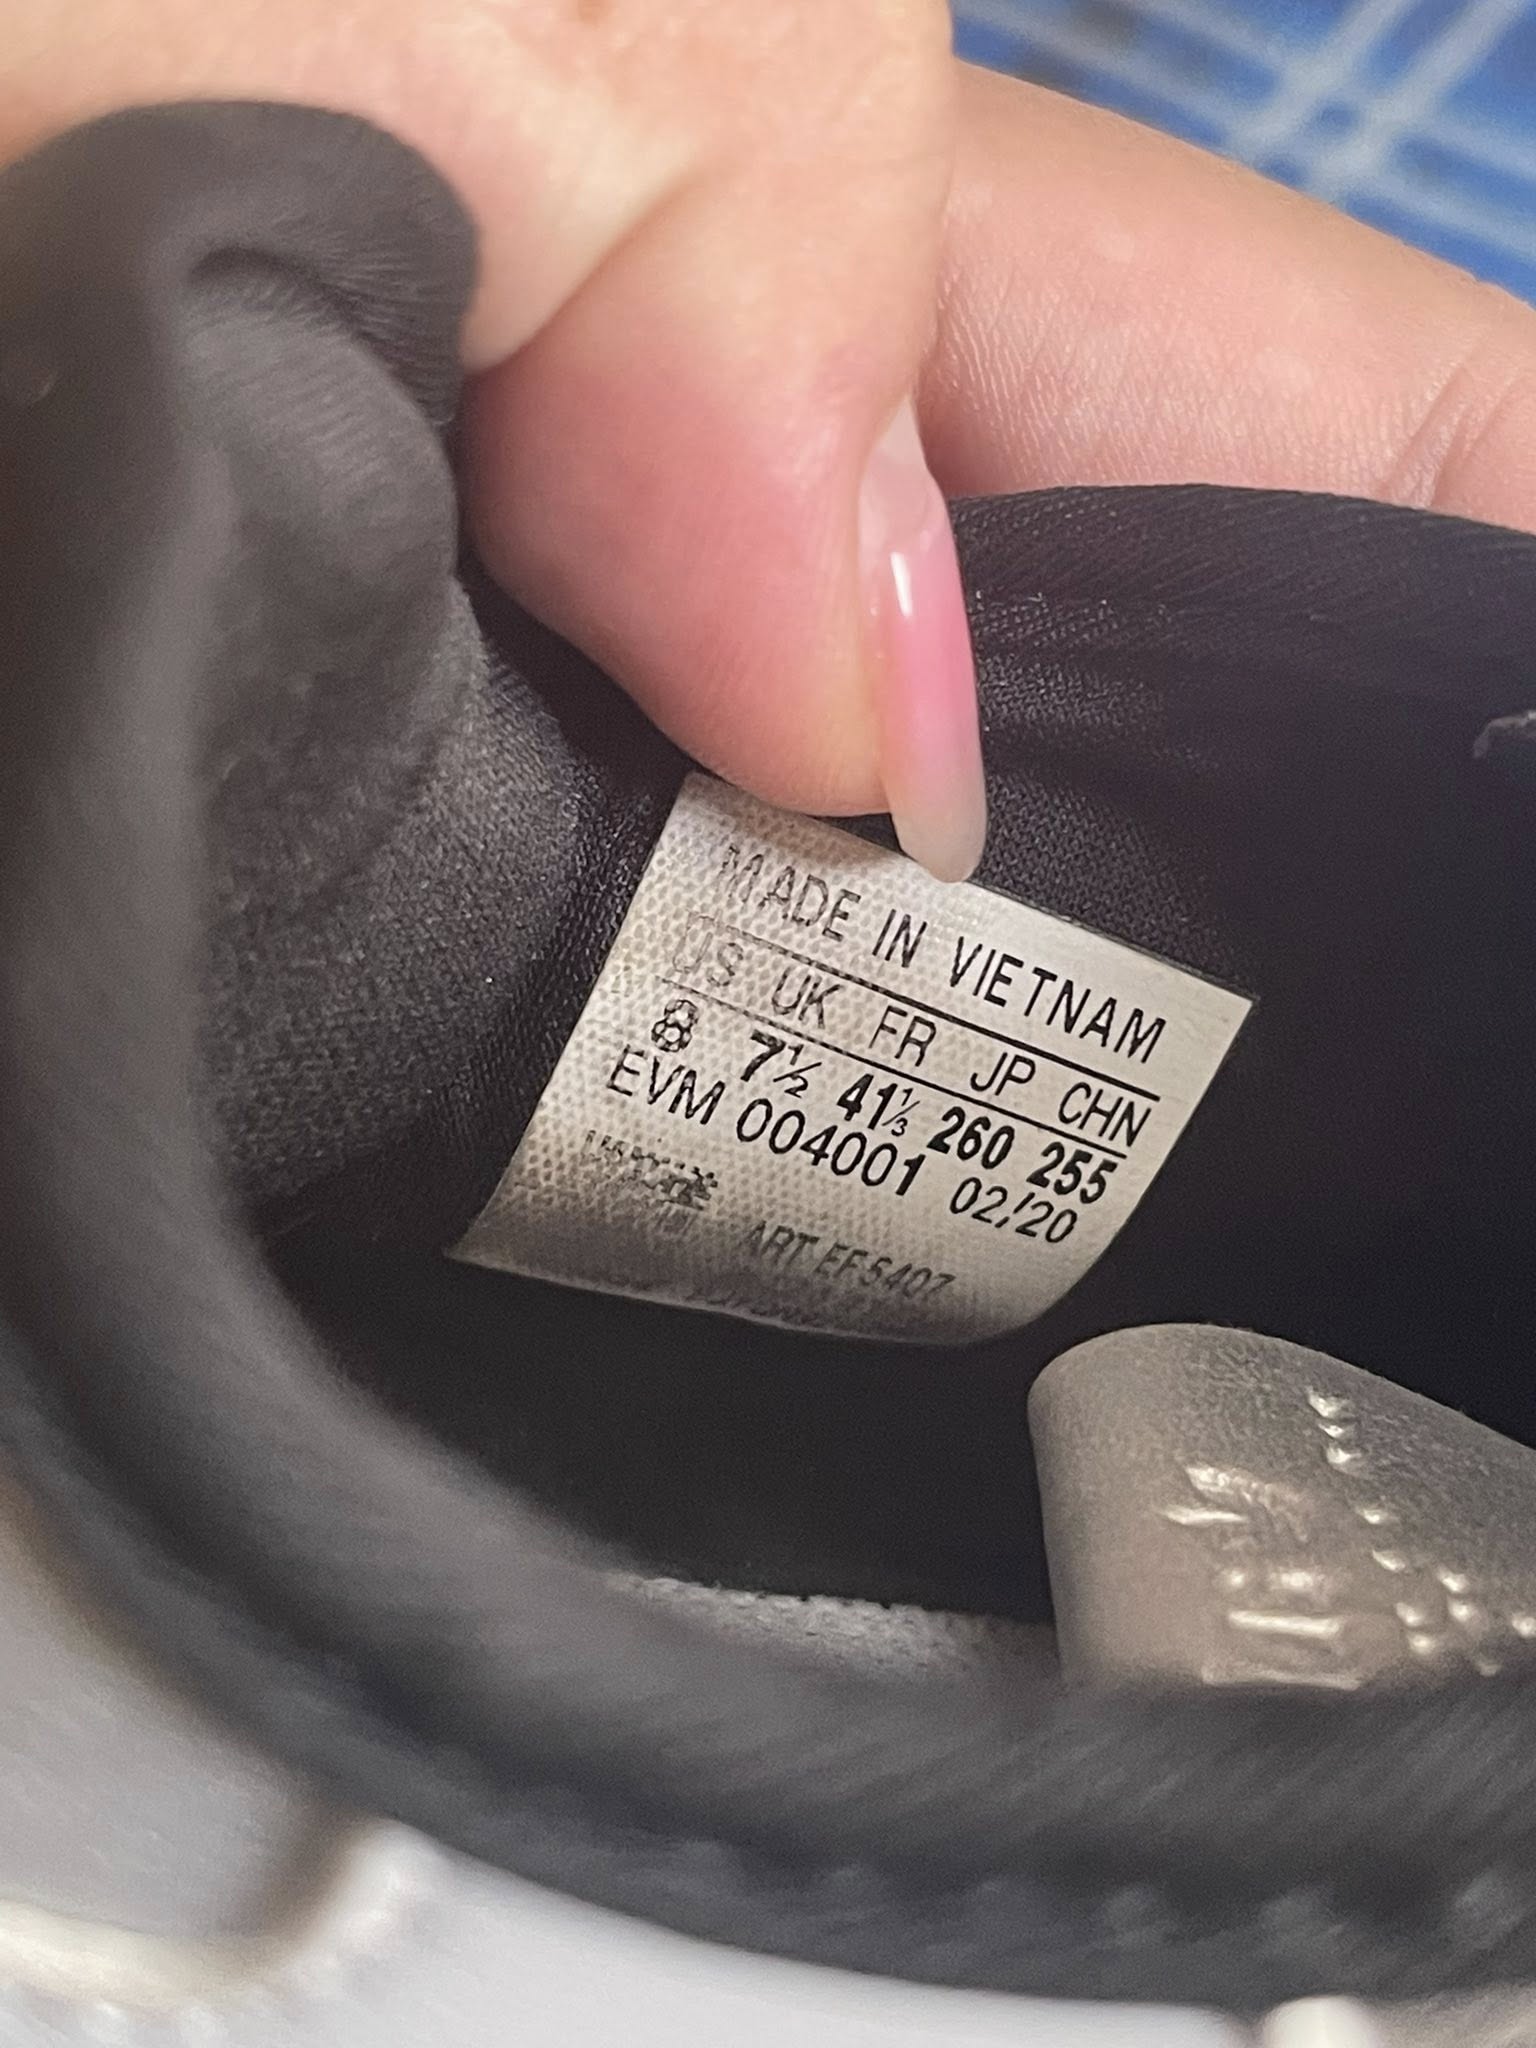 MADE IN VIETNAM
US UK FR JP CHN
8 7½ 41⅓ 260 255
EVM 004001 02/20
ART EF5407